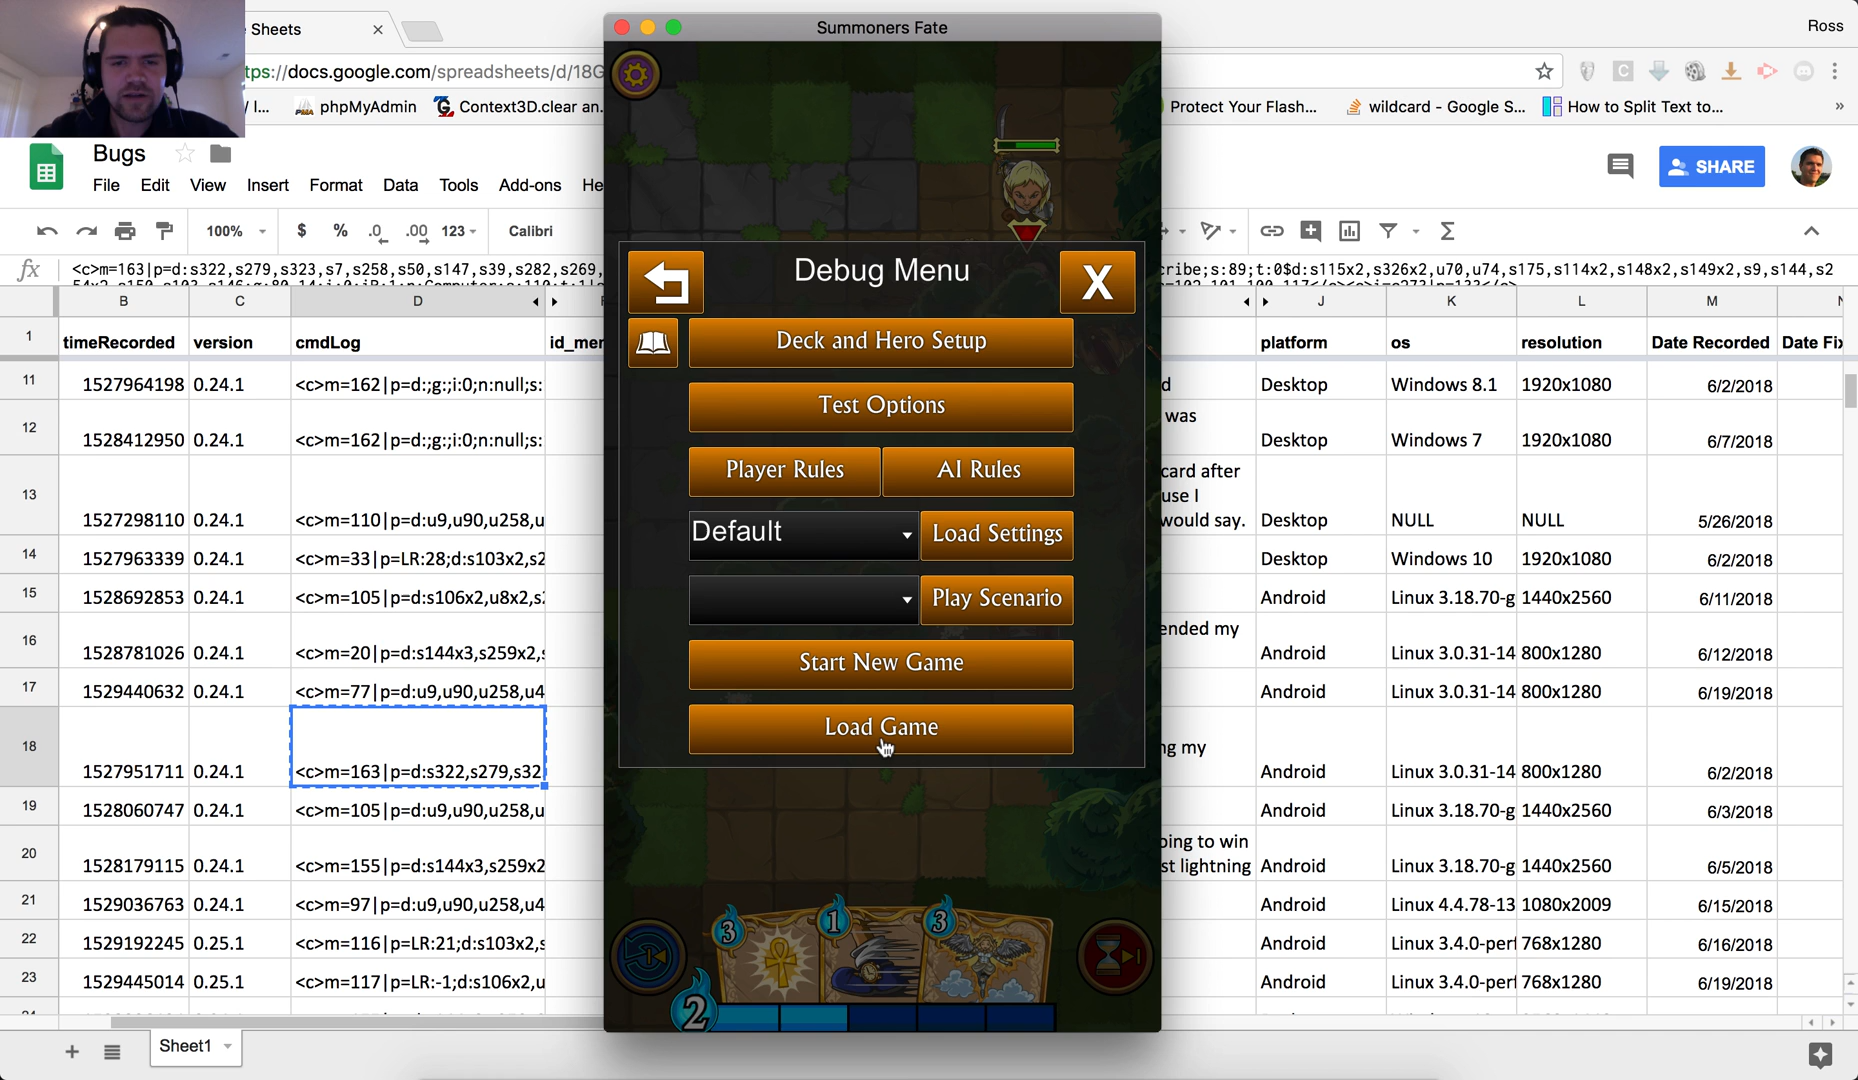 Sheets
Summoners Fate
Ross
tps://docs.google.com/spreadsheets/d/18G
phpMyAdmin
Context3D.clear an.
Protect Your Flash...
wildcard - Google S...
How to Split Text to...
»
Bugs
File Edit View Insert Format Data Tools Add-ons He
SHARE
100% $ % .0 .00 123 Calibri
fx
<c>m=163|p=d:s322,s279,s323,s7,s258,s50,s147,s39,s282,s269,
cribe;s:89;t:0$d:s115x2,s326x2,u70,u74,s175,s114x2,s148x2,s149x2,s9,s144,s2
B C D J K L M
1 timeRecorded version cmdLog id_mer platform os resolution Date Recorded Date Fix
11 1527964198 0.24.1 <c>m=162|p=d:;g:;i:0;n:null;s: d Desktop Windows 8.1 1920x1080 6/2/2018
was
12 1528412950 0.24.1 <c>m=162|p=d:;g:;i:0;n:null;s: Desktop Windows 7 1920x1080 6/7/2018
card after
use I
13 1527298110 0.24.1 <c>m=110|p=d:u9,u90,u258,u would say. Desktop NULL NULL 5/26/2018
14 1527963339 0.24.1 <c>m=33|p=LR:28;d:s103x2,s2 Desktop Windows 10 1920x1080 6/2/2018
15 1528692853 0.24.1 <c>m=105|p=d:s106x2,u8x2,s: Android Linux 3.18.70-g 1440x2560 6/11/2018
ended my
16 1528781026 0.24.1 <c>m=20|p=d:s144x3,s259x2,s Android Linux 3.0.31-14 800x1280 6/12/2018
17 1529440632 0.24.1 <c>m=77|p=d:u9,u90,u258,u4 Android Linux 3.0.31-14 800x1280 6/19/2018
ng my
18 1527951711 0.24.1 <c>m=163|p=d:s322,s279,s32 Android Linux 3.0.31-14 800x1280 6/2/2018
19 1528060747 0.24.1 <c>m=105|p=d:u9,u90,u258,u Android Linux 3.18.70-g 1440x2560 6/3/2018
oing to win
20 1528179115 0.24.1 <c>m=155|p=d:s144x3,s259x2 st lightning Android Linux 3.18.70-g 1440x2560 6/5/2018
21 1529036763 0.24.1 <c>m=97|p=d:u9,u90,u258,u4 Android Linux 4.4.78-13 1080x2009 6/15/2018
22 1529192245 0.25.1 <c>m=116|p=LR:21;d:s103x2,s Android Linux 3.4.0-perf 768x1280 6/16/2018
23 1529445014 0.25.1 <c>m=117|p=LR:-1;d:s106x2,u Android Linux 3.4.0-perf 768x1280 6/19/2018
Sheet1
Debug Menu
X
Deck and Hero Setup
Test Options
Player Rules
AI Rules
Default
Load Settings
Play Scenario
Start New Game
Load Game
3
1
3
2